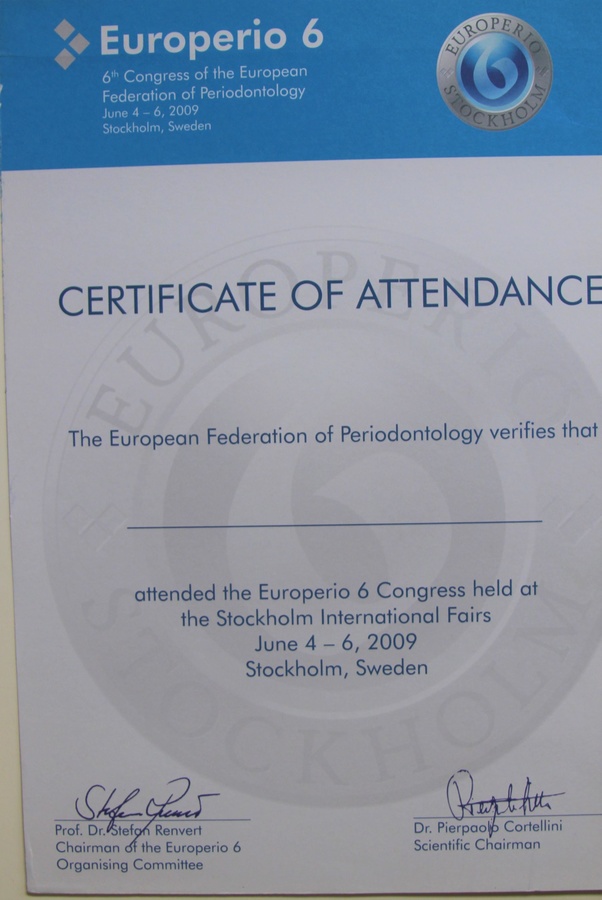 Europerio 6
6th Congress of the European
Federation of Periodontology
June 4 – 6, 2009
Stockholm, Sweden
EUROPERIO
6
STOCKHOLM
CERTIFICATE OF ATTENDANCE
The European Federation of Periodontology verifies that
attended the Europerio 6 Congress held at
the Stockholm International Fairs
June 4 – 6, 2009
Stockholm, Sweden
EUROPERIO
STOCKHOLM
Prof. Dr. Stefan Renvert
Chairman of the Europerio 6
Organising Committee
Dr. Pierpaolo Cortellini
Scientific Chairman